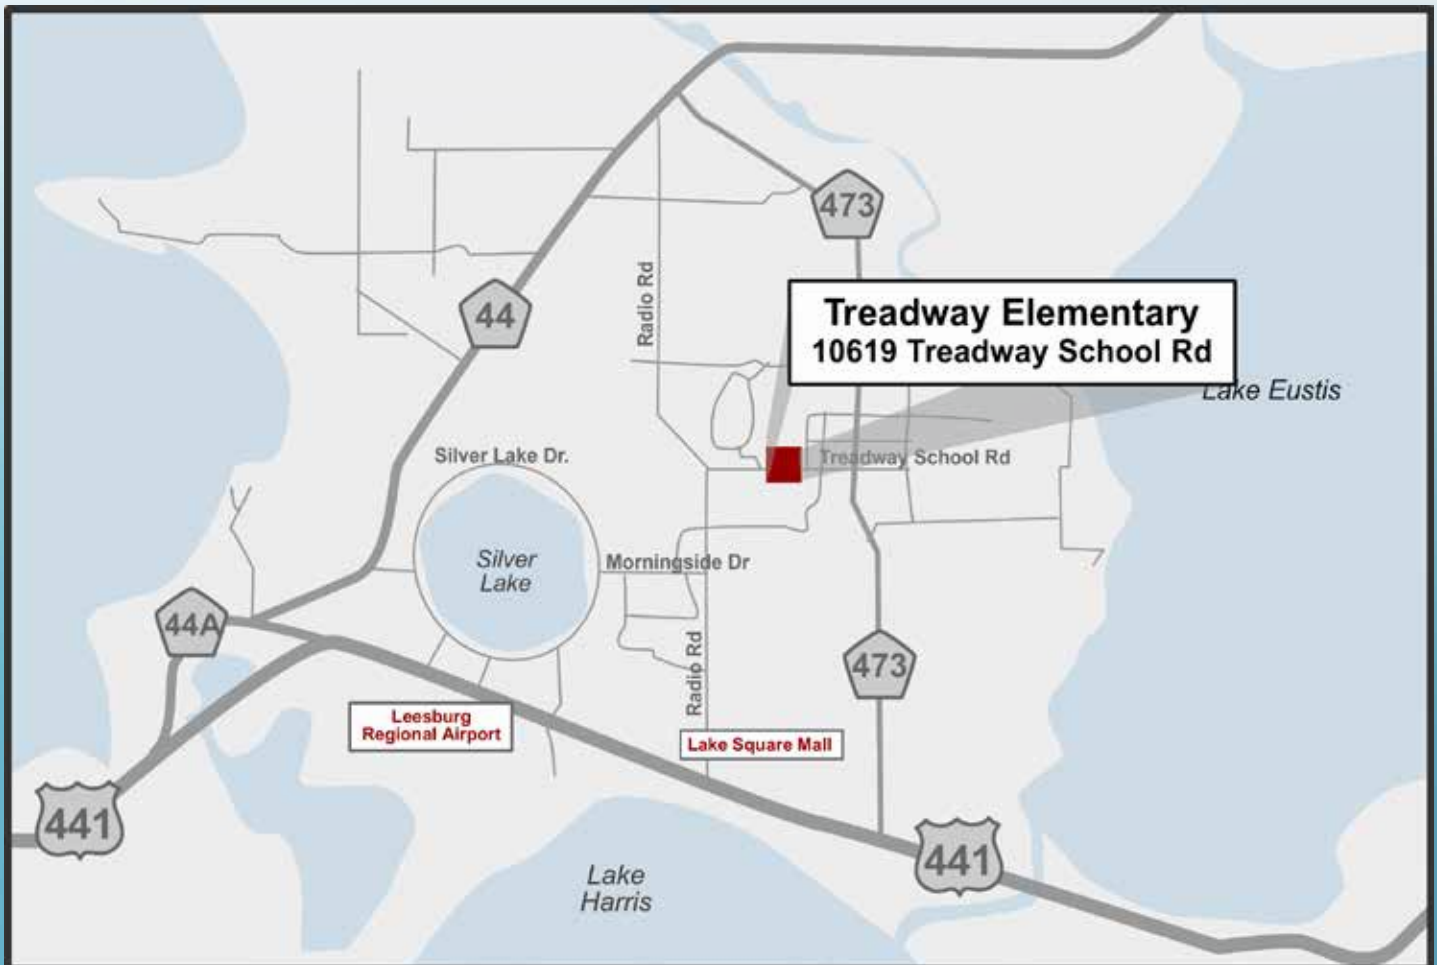 473
Radio Rd
44
Treadway Elementary
10619 Treadway School Rd
Lake Eustis
Silver Lake Dr.
Treadway School Rd
Silver
Lake
Morningside Dr
44A
Radio Rd
473
Leesburg
Regional Airport
Lake Square Mall
441
441
Lake
Harris